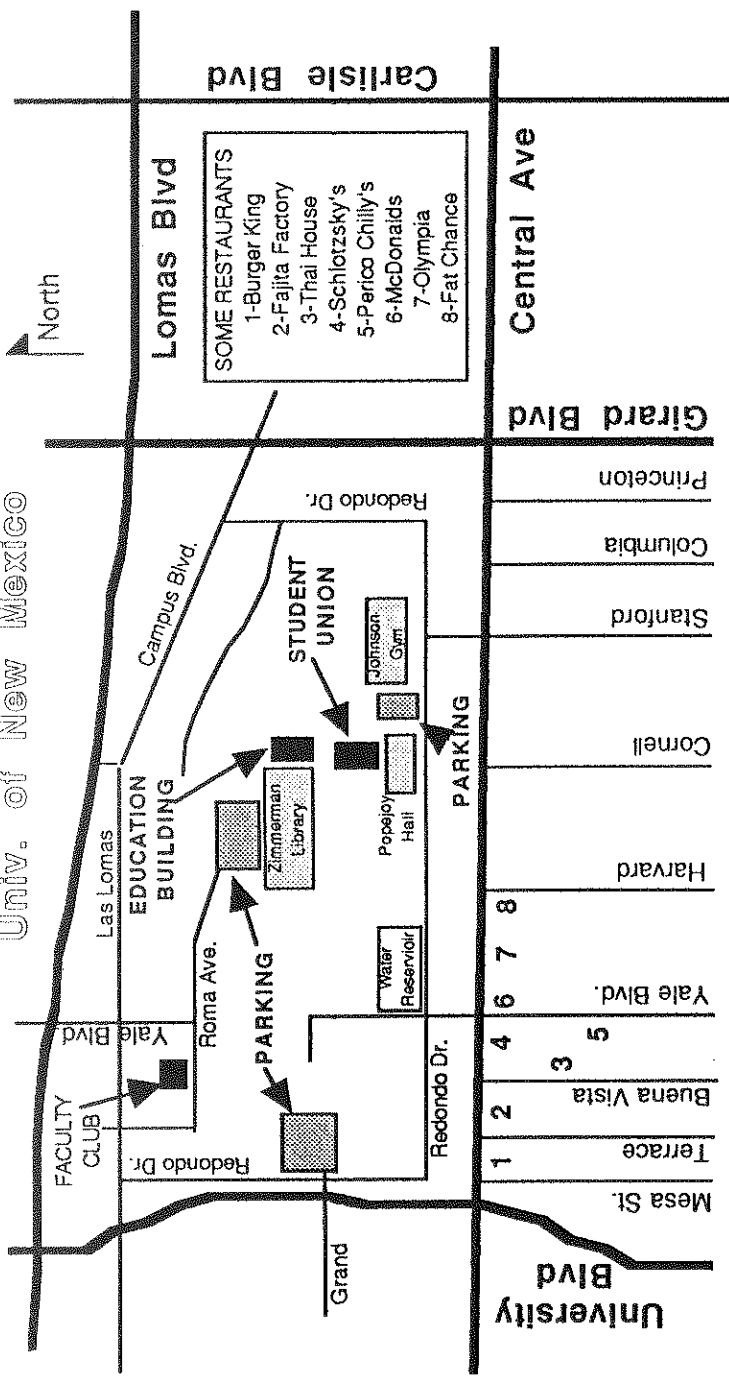 Univ. of New Mexico
North
Lomas Blvd
Carlisle Blvd
SOME RESTAURANTS
1-Burger King
2-Fajita Factory
3-Thai House
4-Schlotzsky's
5-Perico Chilly's
6-McDonalds
7-Olympia
8-Fat Chance
Central Ave
Girard Blvd
Las Lomas
Campus Blvd.
Redondo Dr.
FACULTY
CLUB
Yale Blvd
Roma Ave.
EDUCATION
BUILDING
STUDENT
UNION
Zimmerman
Library
Johnson
Gym
Popejoy
Hall
PARKING
PARKING
Water
Reservioir
Redondo Dr.
Redondo Dr.
Grand
University
Blvd
Mesa St.
Terrace
Buena Vista
Yale Blvd.
Harvard
Cornell
Stanford
Columbia
Princeton
1
2
3
4
5
6
7
8